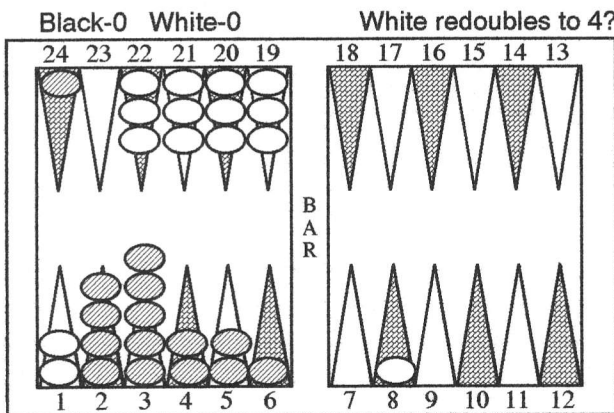 Black-0 White-0 White redoubles to 4?
24 23 22 21 20 19 18 17 16 15 14 13
B
A
R
1 2 3 4 5 6 7 8 9 10 11 12